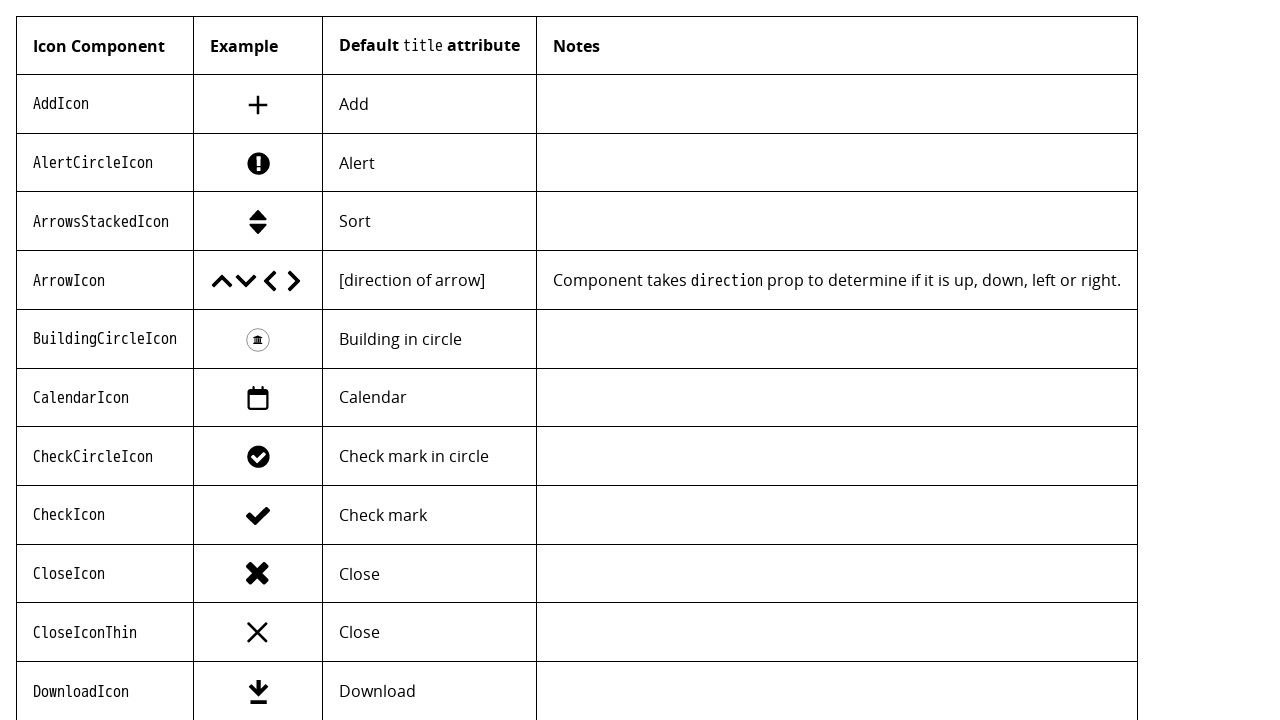 Icon Component Example Default title attribute Notes
AddIcon Add
AlertCircleIcon Alert
ArrowsStackedIcon Sort
ArrowIcon [direction of arrow] Component takes direction prop to determine if it is up, down, left or right.
BuildingCircleIcon Building in circle
CalendarIcon Calendar
CheckCircleIcon Check mark in circle
CheckIcon Check mark
CloseIcon Close
CloseIconThin Close
DownloadIcon Download